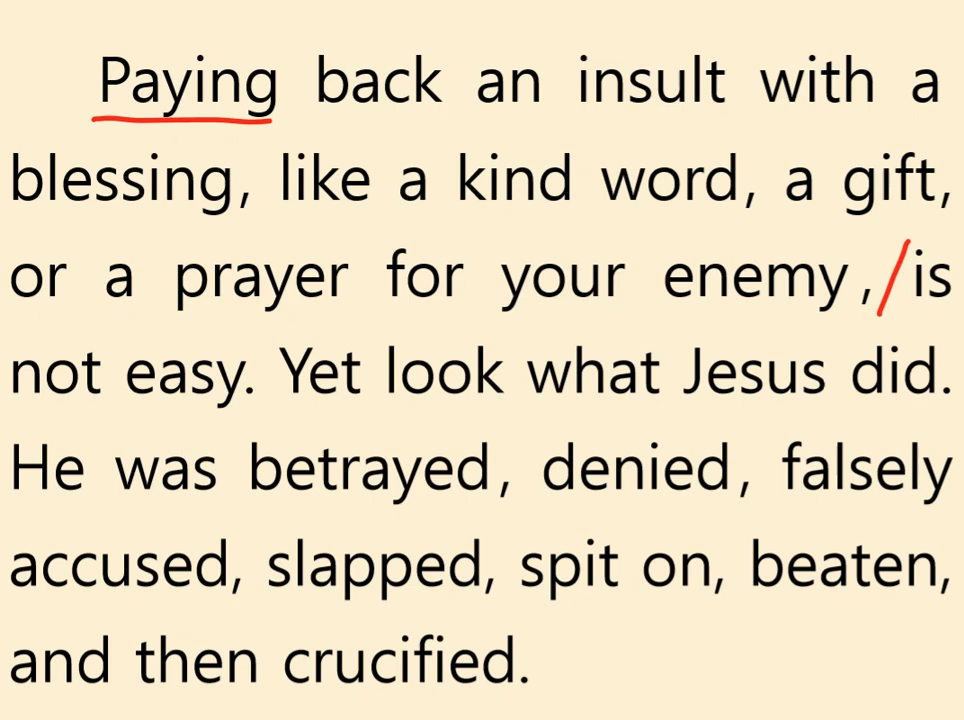 Paying back an insult with a
blessing, like a kind word, a gift,
or a prayer for your enemy, is
not easy. Yet look what Jesus did.
He was betrayed, denied, falsely
accused, slapped, spit on, beaten,
and then crucified.